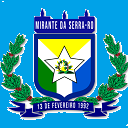 MIRANTE DA SERRA-RO
13 DE FEVEREIRO 1992